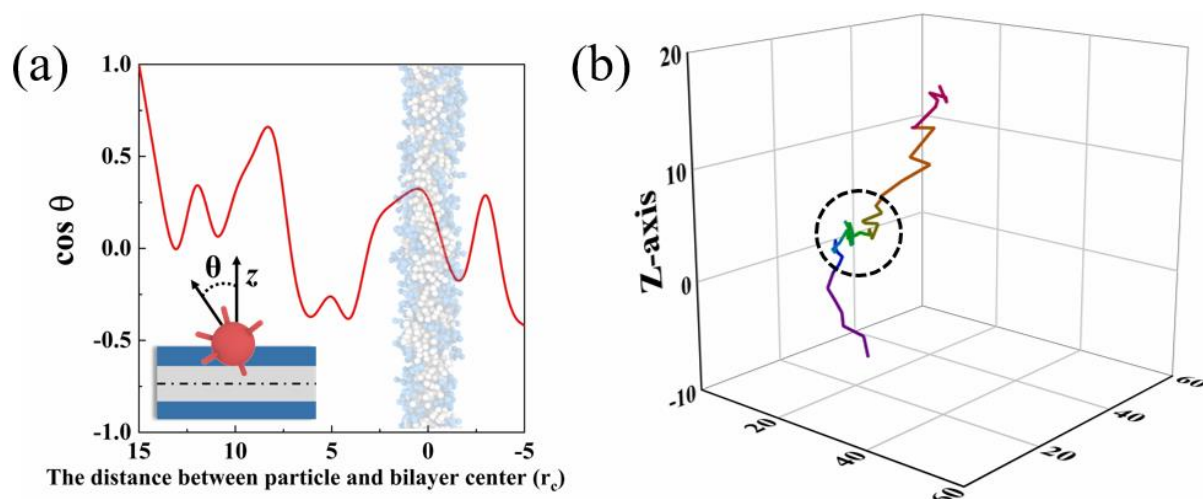 (a)
1.0
0.5
0.0
-0.5
-1.0
cos θ
θ
z
15
10
5
0
-5
The distance between particle and bilayer center (rc)
(b)
20
10
0
-10
Z-axis
20
40
60
20
40
60